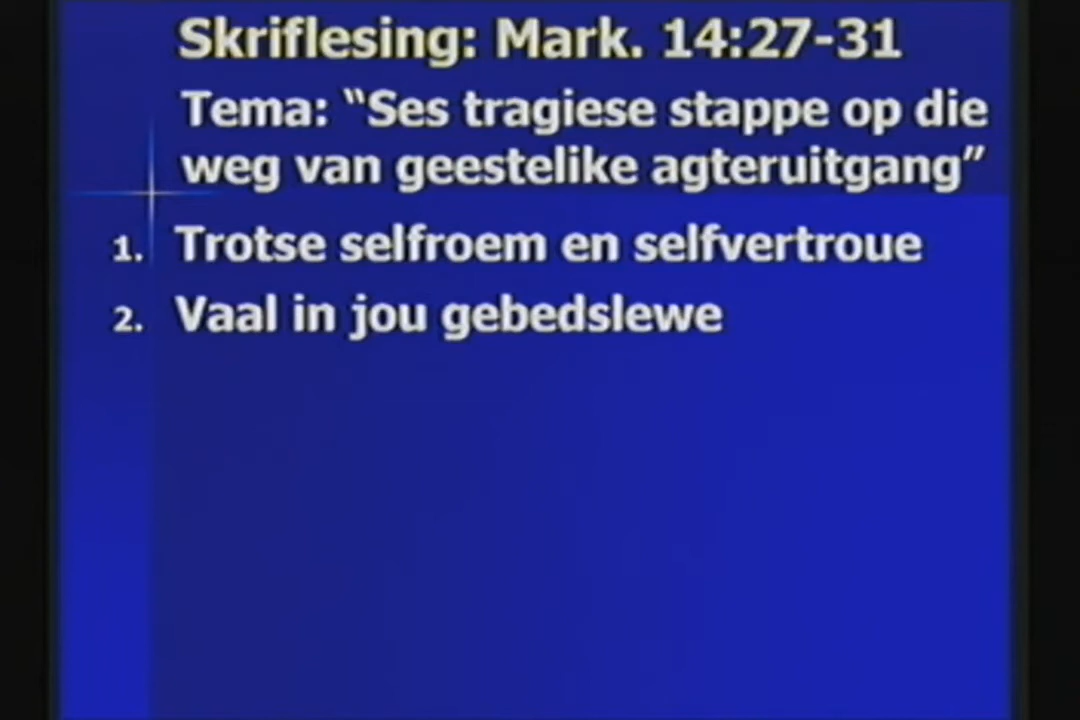 Skriflesing: Mark. 14:27-31
Tema: “Ses tragiese stappe op die
weg van geestelike agteruitgang”
1. Trotse selfroem en selfvertroue
2. Vaal in jou gebedslewe